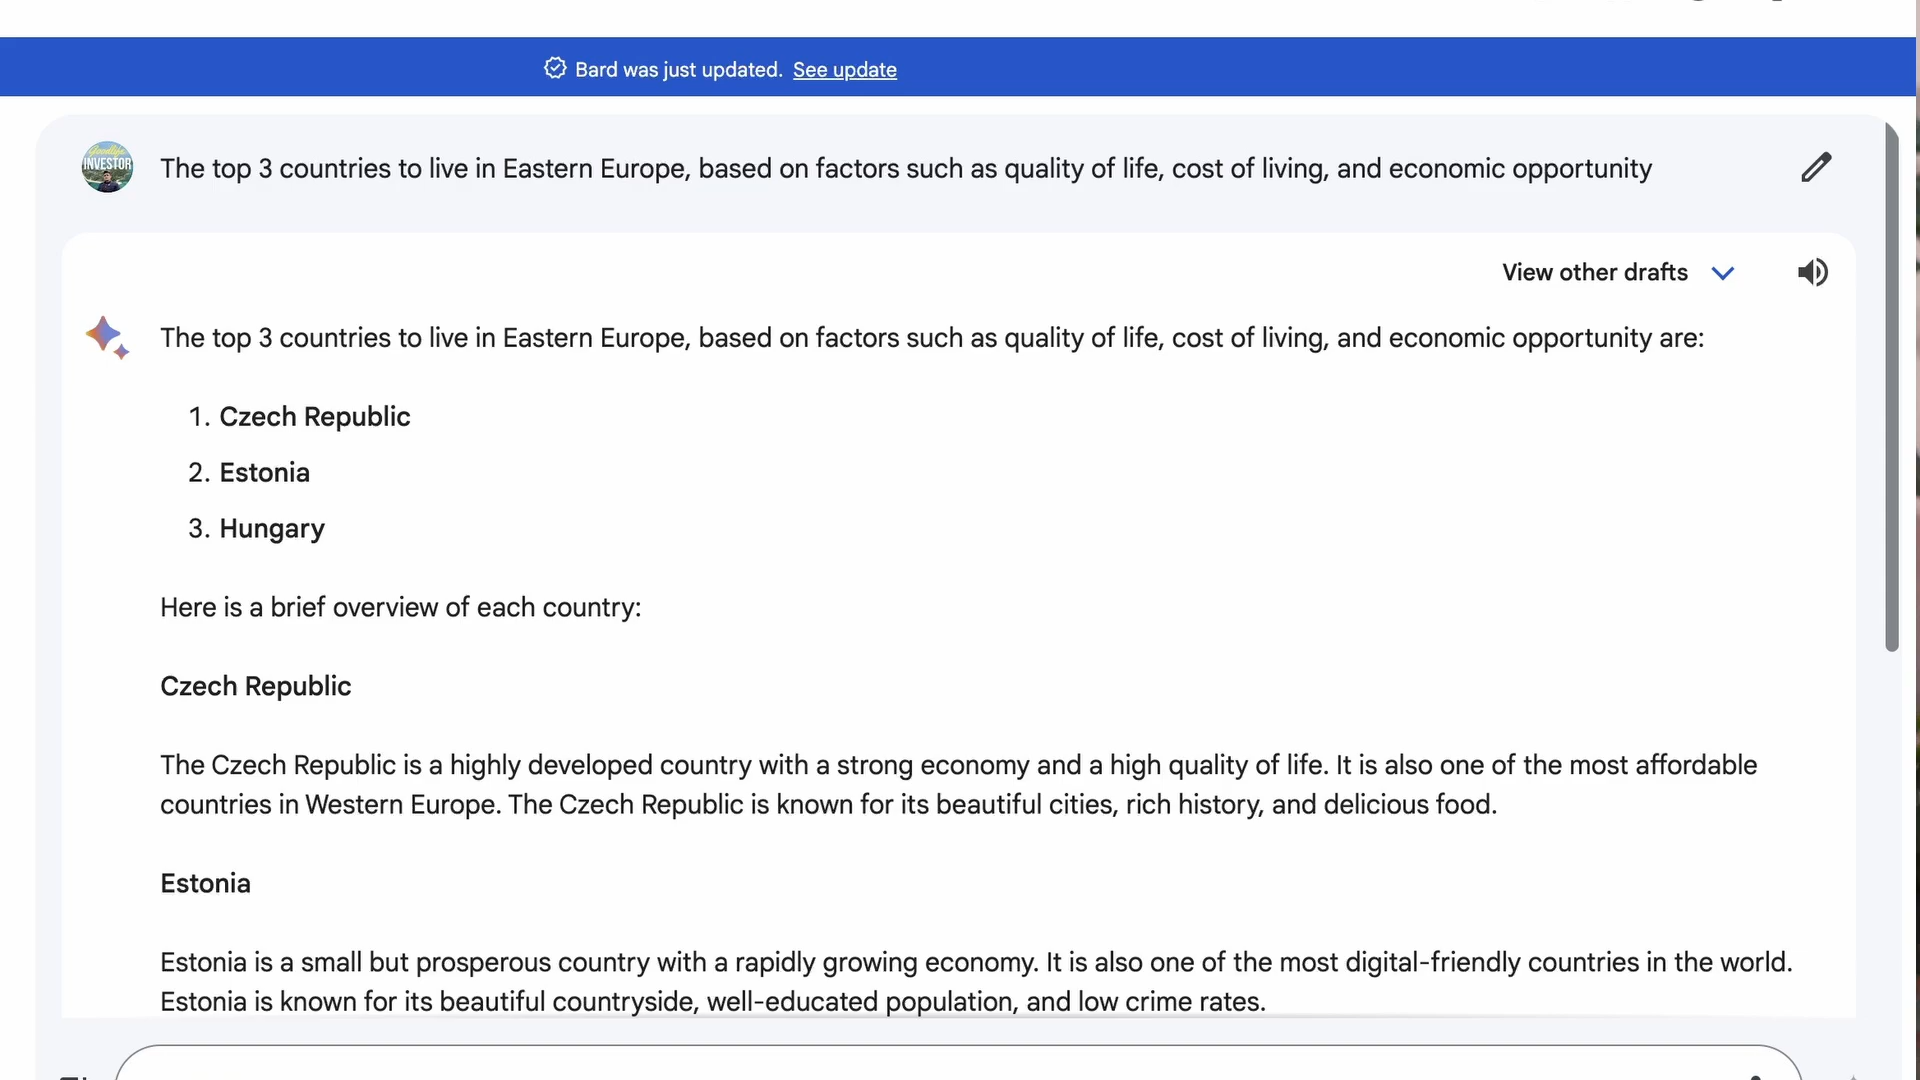 Bard was just updated. See update
Goodlife
INVESTOR
The top 3 countries to live in Eastern Europe, based on factors such as quality of life, cost of living, and economic opportunity
View other drafts
The top 3 countries to live in Eastern Europe, based on factors such as quality of life, cost of living, and economic opportunity are:
1. Czech Republic
2. Estonia
3. Hungary
Here is a brief overview of each country:
Czech Republic
The Czech Republic is a highly developed country with a strong economy and a high quality of life. It is also one of the most affordable
countries in Western Europe. The Czech Republic is known for its beautiful cities, rich history, and delicious food.
Estonia
Estonia is a small but prosperous country with a rapidly growing economy. It is also one of the most digital-friendly countries in the world.
Estonia is known for its beautiful countryside, well-educated population, and low crime rates.